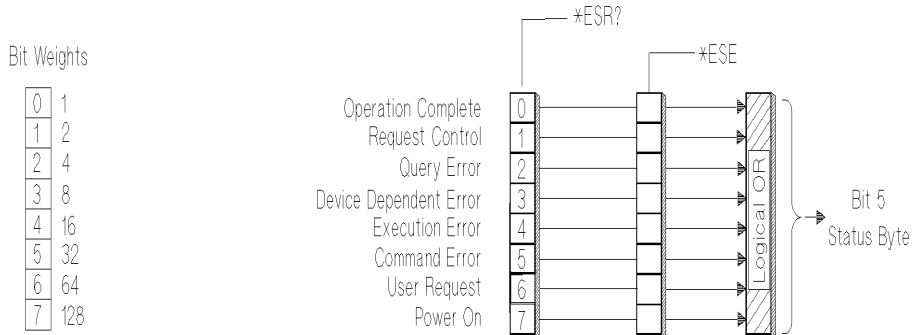 *ESR?
*ESE
Bit Weights
0 1
1 2
2 4
3 8
4 16
5 32
6 64
7 128
Operation Complete 0
Request Control 1
Query Error 2
Device Dependent Error 3
Execution Error 4
Command Error 5
User Request 6
Power On 7
Logical OR
Bit 5
Status Byte